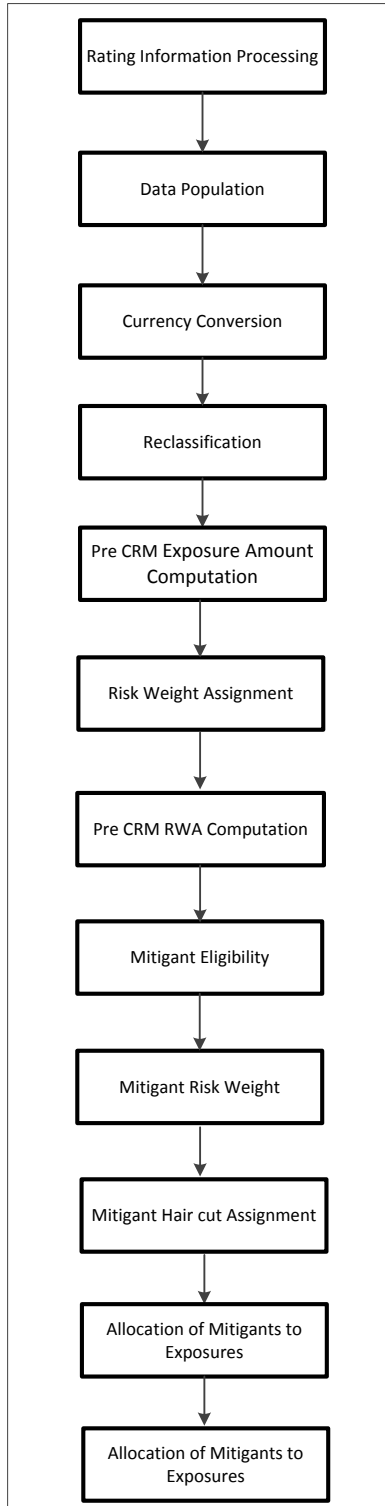 Rating Information Processing
Data Population
Currency Conversion
Reclassification
Pre CRM Exposure Amount
Computation
Risk Weight Assignment
Pre CRM RWA Computation
Mitigant Eligibility
Mitigant Risk Weight
Mitigant Hair cut Assignment
Allocation of Mitigants to
Exposures
Allocation of Mitigants to
Exposures